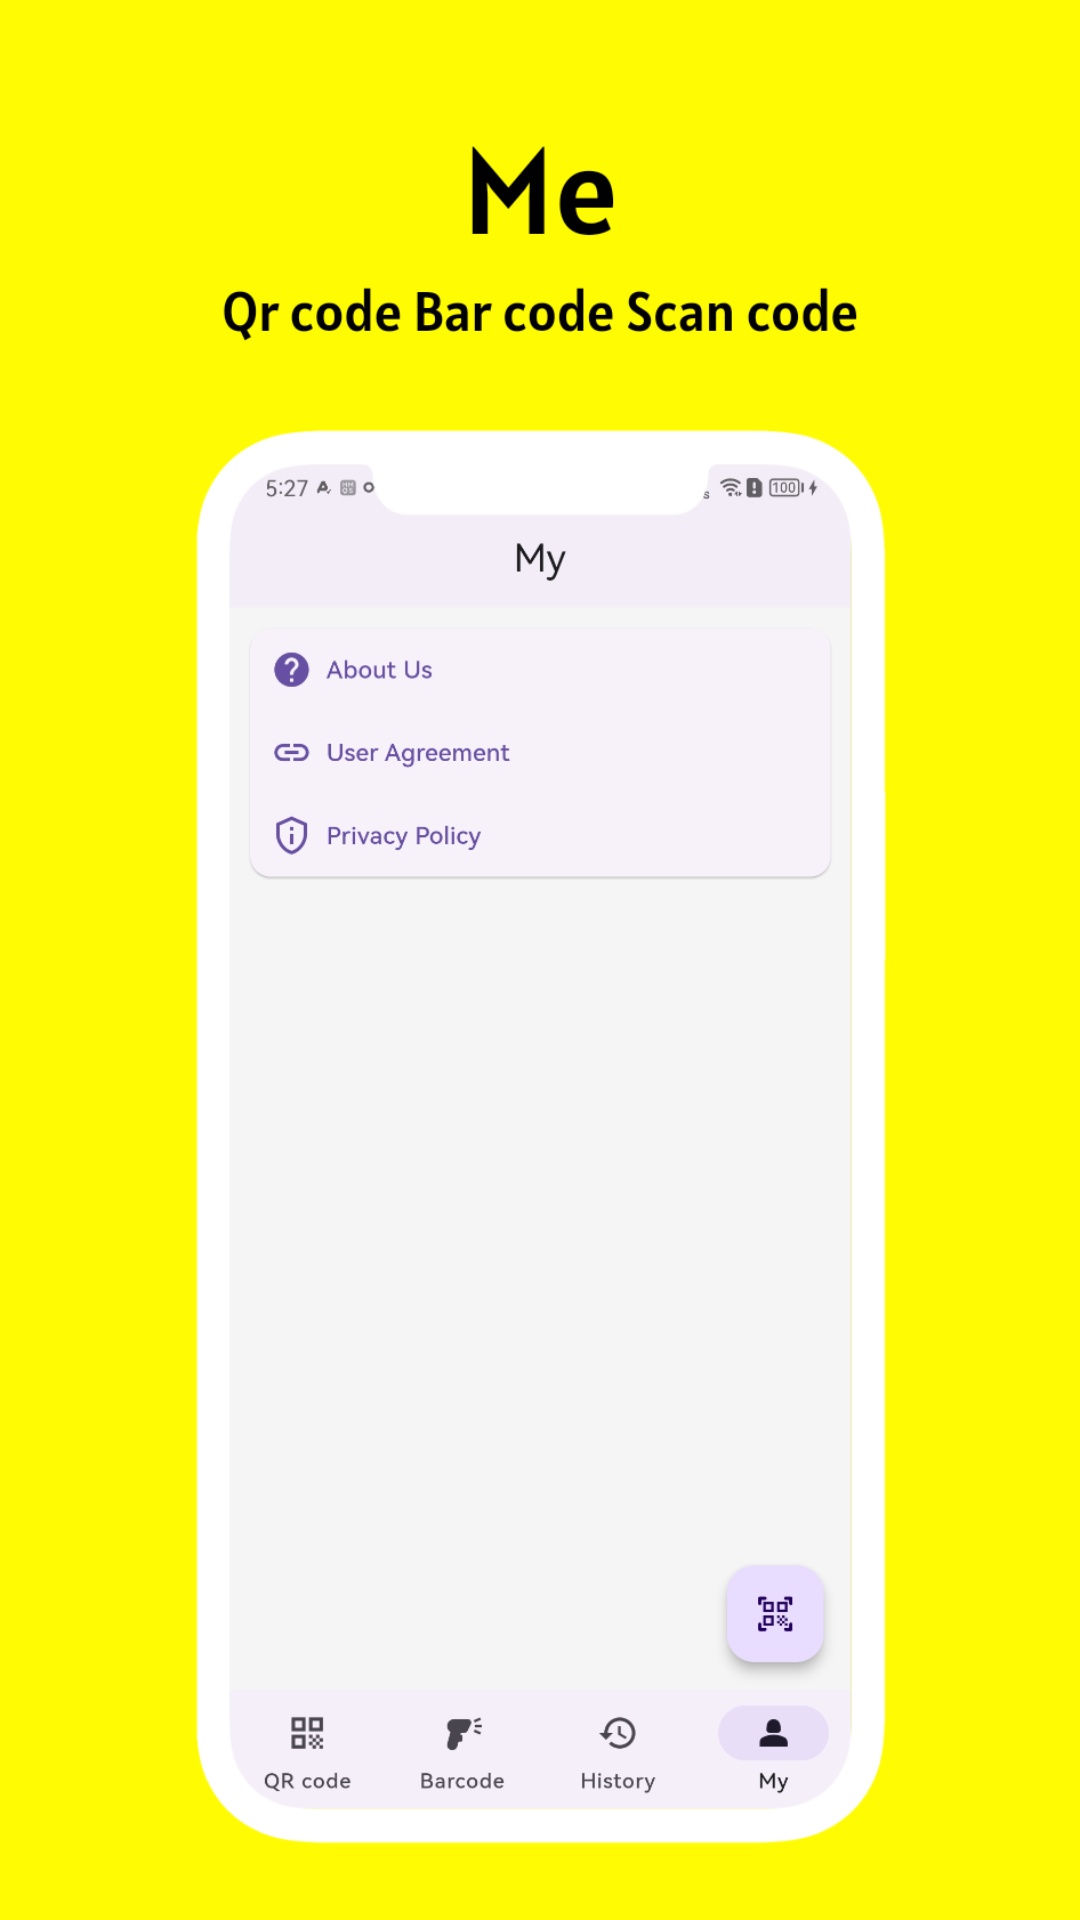 Me
Qr code Bar code Scan code
5:27
100
My
About Us
User Agreement
Privacy Policy
QR code
Barcode
History
My